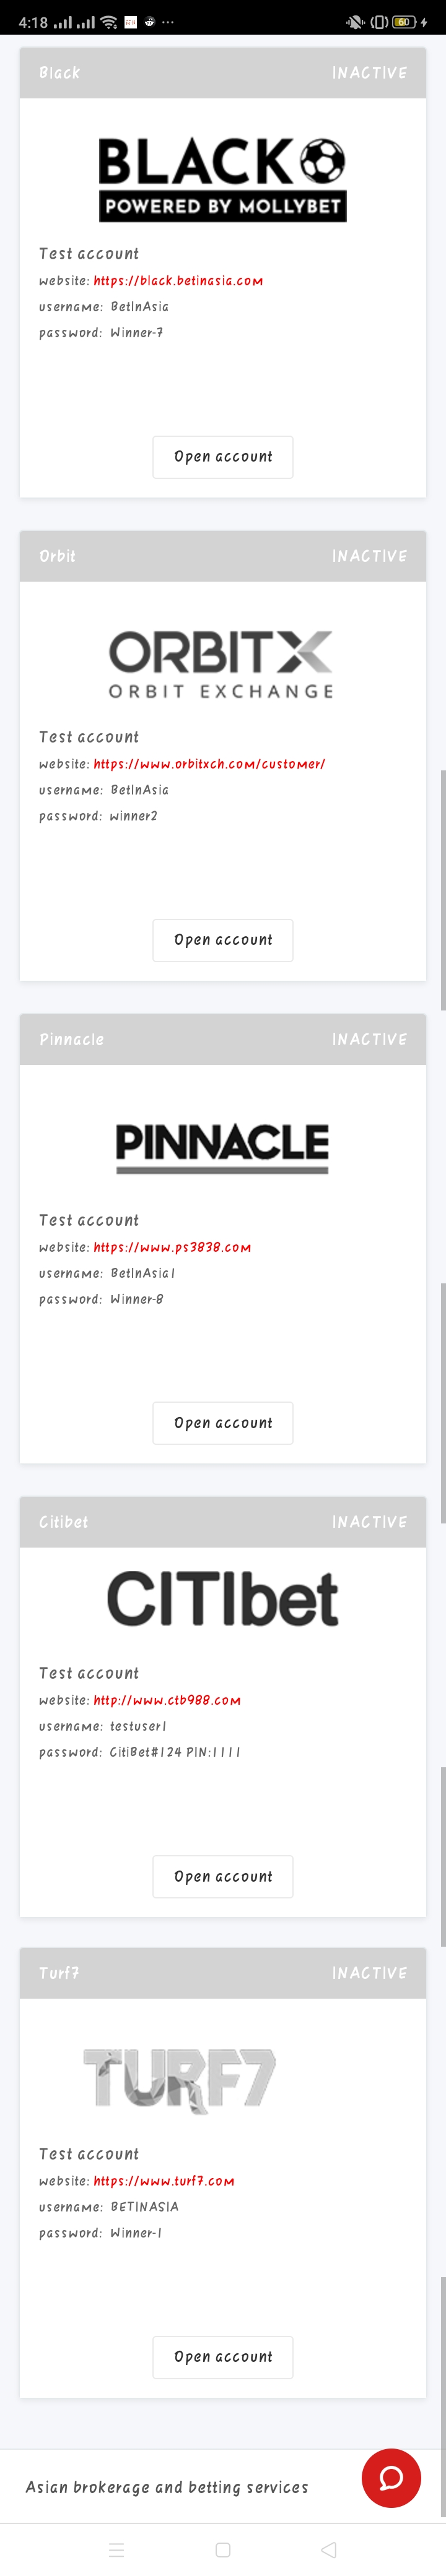 4:18 60
Black INACTIVE
BLACK
POWERED BY MOLLYBET
Test account
website: https://black.betinasia.com
username: BetInAsia
password: Winner-7
Open account
Orbit INACTIVE
ORBITX
ORBIT EXCHANGE
Test account
website: https://www.orbitxch.com/customer/
username: BetInAsia
password: winner2
Open account
Pinnacle INACTIVE
PINNACLE
Test account
website: https://www.ps3838.com
username: BetInAsia1
password: Winner-8
Open account
Citibet INACTIVE
CITIbet
Test account
website: http://www.ctb988.com
username: testuser1
password: CitiBet#124 PIN:1111
Open account
Turf7 INACTIVE
TURF7
Test account
website: https://www.turf7.com
username: BETINASIA
password: Winner-1
Open account
Asian brokerage and betting services